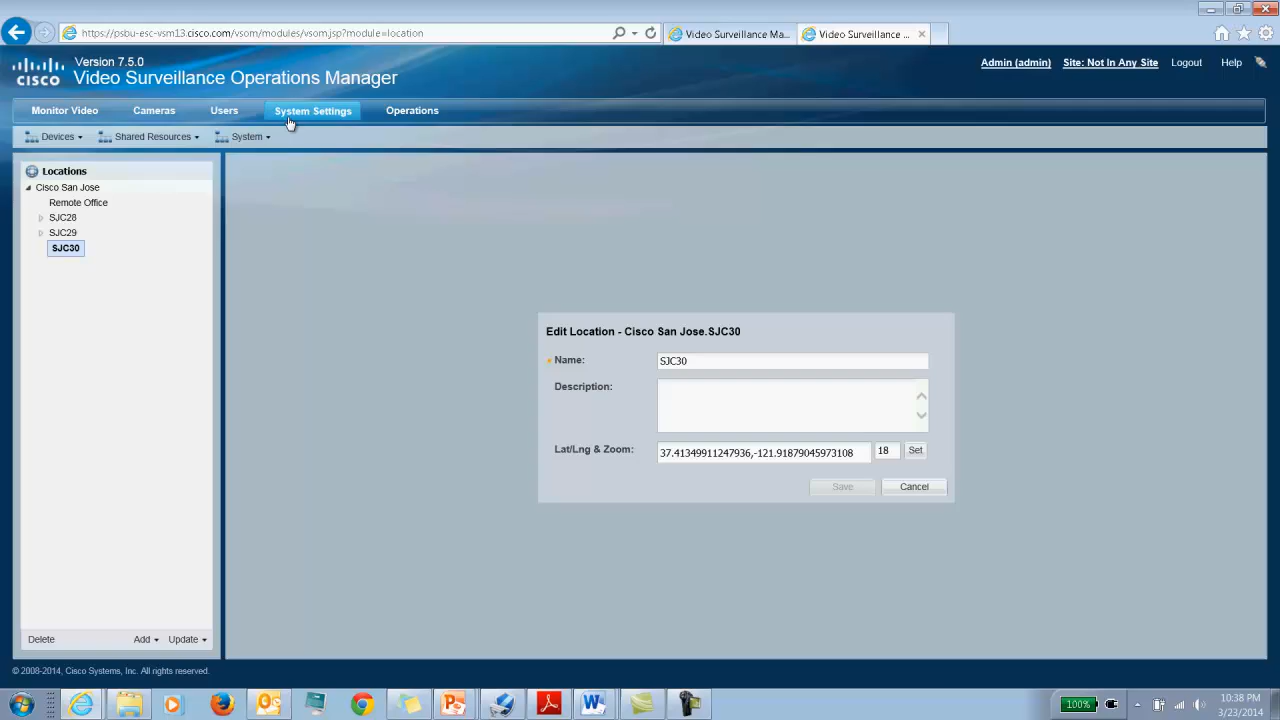 https://psbu-esc-vsm13.cisco.com/vsom/modules/vsom.jsp?module=location
Video Surveillance Ma...
Video Surveillance ...
cisco
Version 7.5.0
Video Surveillance Operations Manager
Admin (admin)
Site: Not In Any Site
Logout
Help
Monitor Video
Cameras
Users
System Settings
Operations
Devices
Shared Resources
System
Locations
Cisco San Jose
Remote Office
SJC28
SJC29
SJC30
Edit Location - Cisco San Jose.SJC30
Name:
SJC30
Description:
Lat/Lng & Zoom:
37.41349911247936,-121.91879045973108
18
Set
Save
Cancel
Delete
Add
Update
© 2008-2014, Cisco Systems, Inc. All rights reserved.
100%
10:38 PM
3/23/2014